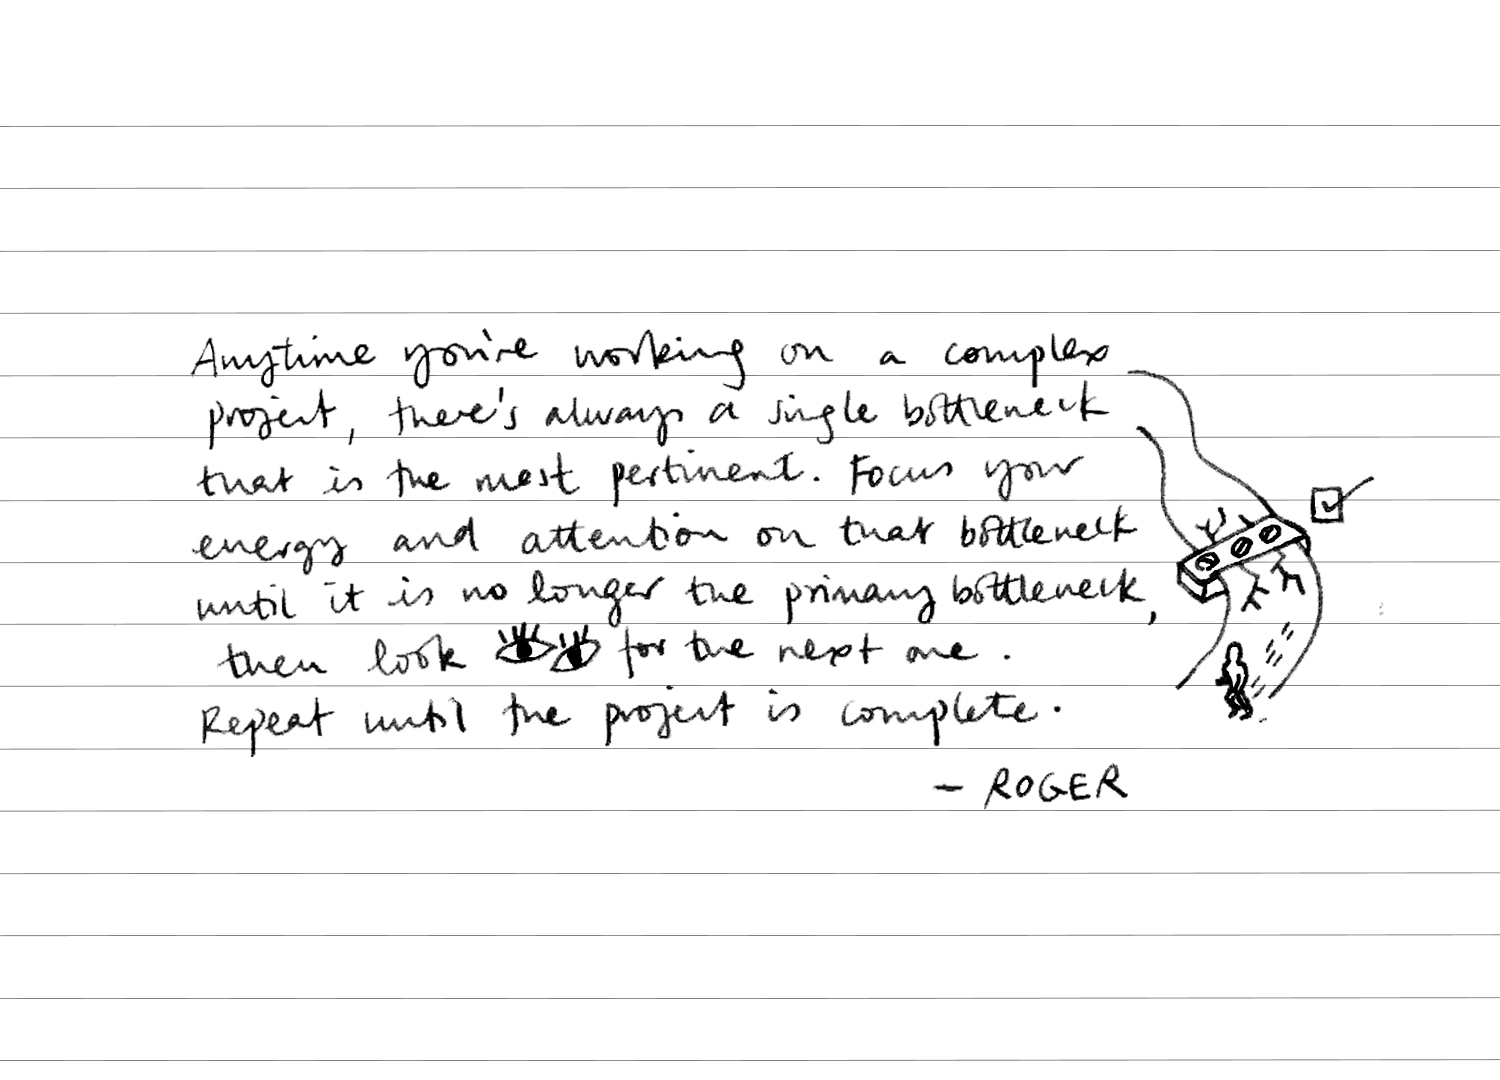 Anytime you're working on a complex
project, there's always a single bottleneck
that is the most pertinent. Focus your
energy and attention on that bottleneck
until it is no longer the primary bottleneck,
then look for the next one.
Repeat until the project is complete.
- ROGER